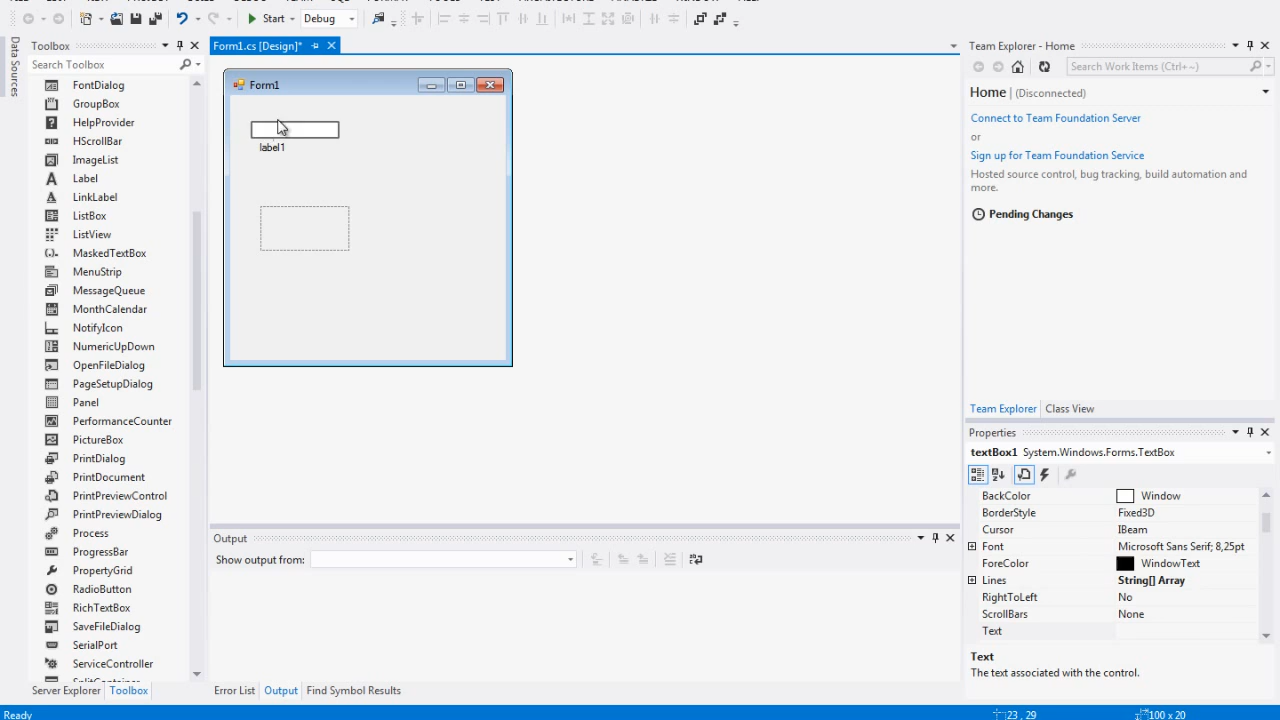 Start
Debug
Data Sources
Toolbox
Search Toolbox
FontDialog
GroupBox
HelpProvider
HScrollBar
ImageList
Label
LinkLabel
ListBox
ListView
MaskedTextBox
MenuStrip
MessageQueue
MonthCalendar
NotifyIcon
NumericUpDown
OpenFileDialog
PageSetupDialog
Panel
PerformanceCounter
PictureBox
PrintDialog
PrintDocument
PrintPreviewControl
PrintPreviewDialog
Process
ProgressBar
PropertyGrid
RadioButton
RichTextBox
SaveFileDialog
SerialPort
ServiceController
Server Explorer Toolbox
Form1.cs [Design]*
Form1
label1
Output
Show output from:
Error List Output Find Symbol Results
Team Explorer - Home
Search Work Items (Ctrl+~)
Home | (Disconnected)
Connect to Team Foundation Server
or
Sign up for Team Foundation Service
Hosted source control, bug tracking, build automation and
more.
Pending Changes
Team Explorer Class View
Properties
textBox1 System.Windows.Forms.TextBox
BackColor Window
BorderStyle Fixed3D
Cursor IBeam
Font Microsoft Sans Serif; 8,25pt
ForeColor WindowText
Lines String[] Array
RightToLeft No
ScrollBars None
Text
Text
The text associated with the control.
Ready
23 , 29
100 x 20